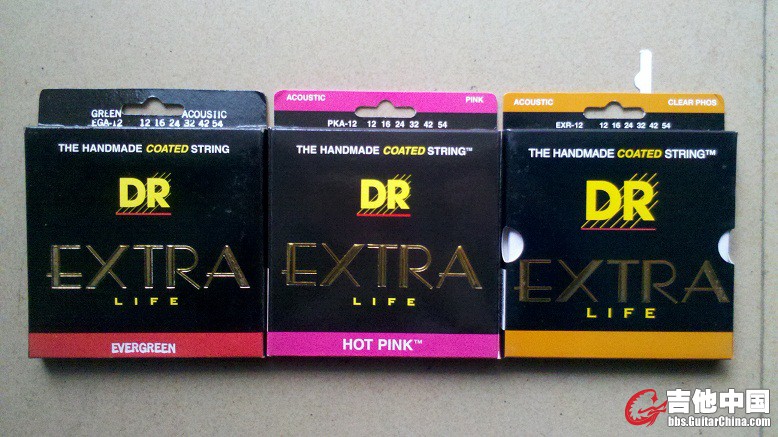 GREEN ACOUSTIC
EGA-12 12 16 24 32 42 54
THE HANDMADE COATED STRING
DR
EXTRA
LIFE
EVERGREEN
ACOUSTIC PINK
PKA-12 12 16 24 32 42 54
THE HANDMADE COATED STRING™
DR
EXTRA
LIFE
HOT PINK™
ACOUSTIC CLEAR PHOS
EXR-12 12 16 24 32 42 54
THE HANDMADE COATED STRING™
DR
EXTRA
LIFE
吉他中国
bbs.GuitarChina.com